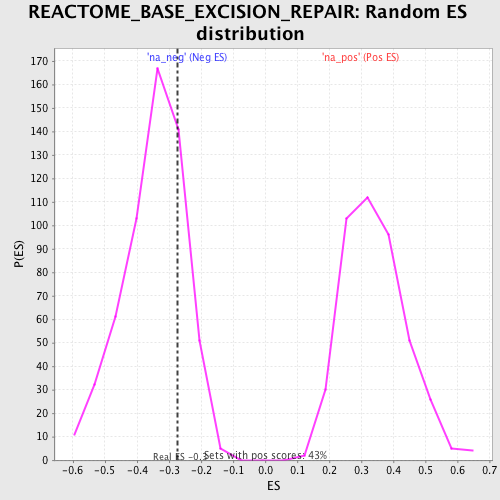 REACTOME_BASE_EXCISION_REPAIR: Random ES
distribution
'na_neg' (Neg ES)
'na_pos' (Pos ES)
170
160
150
140
130
120
110
100
90
80
70
60
50
40
30
20
10
0
P(ES)
Real ES -0.3
Sets with pos scores: 43%
-0.6 -0.5 -0.4 -0.3 -0.2 -0.1 0.0 0.1 0.2 0.3 0.4 0.5 0.6 0.7
ES